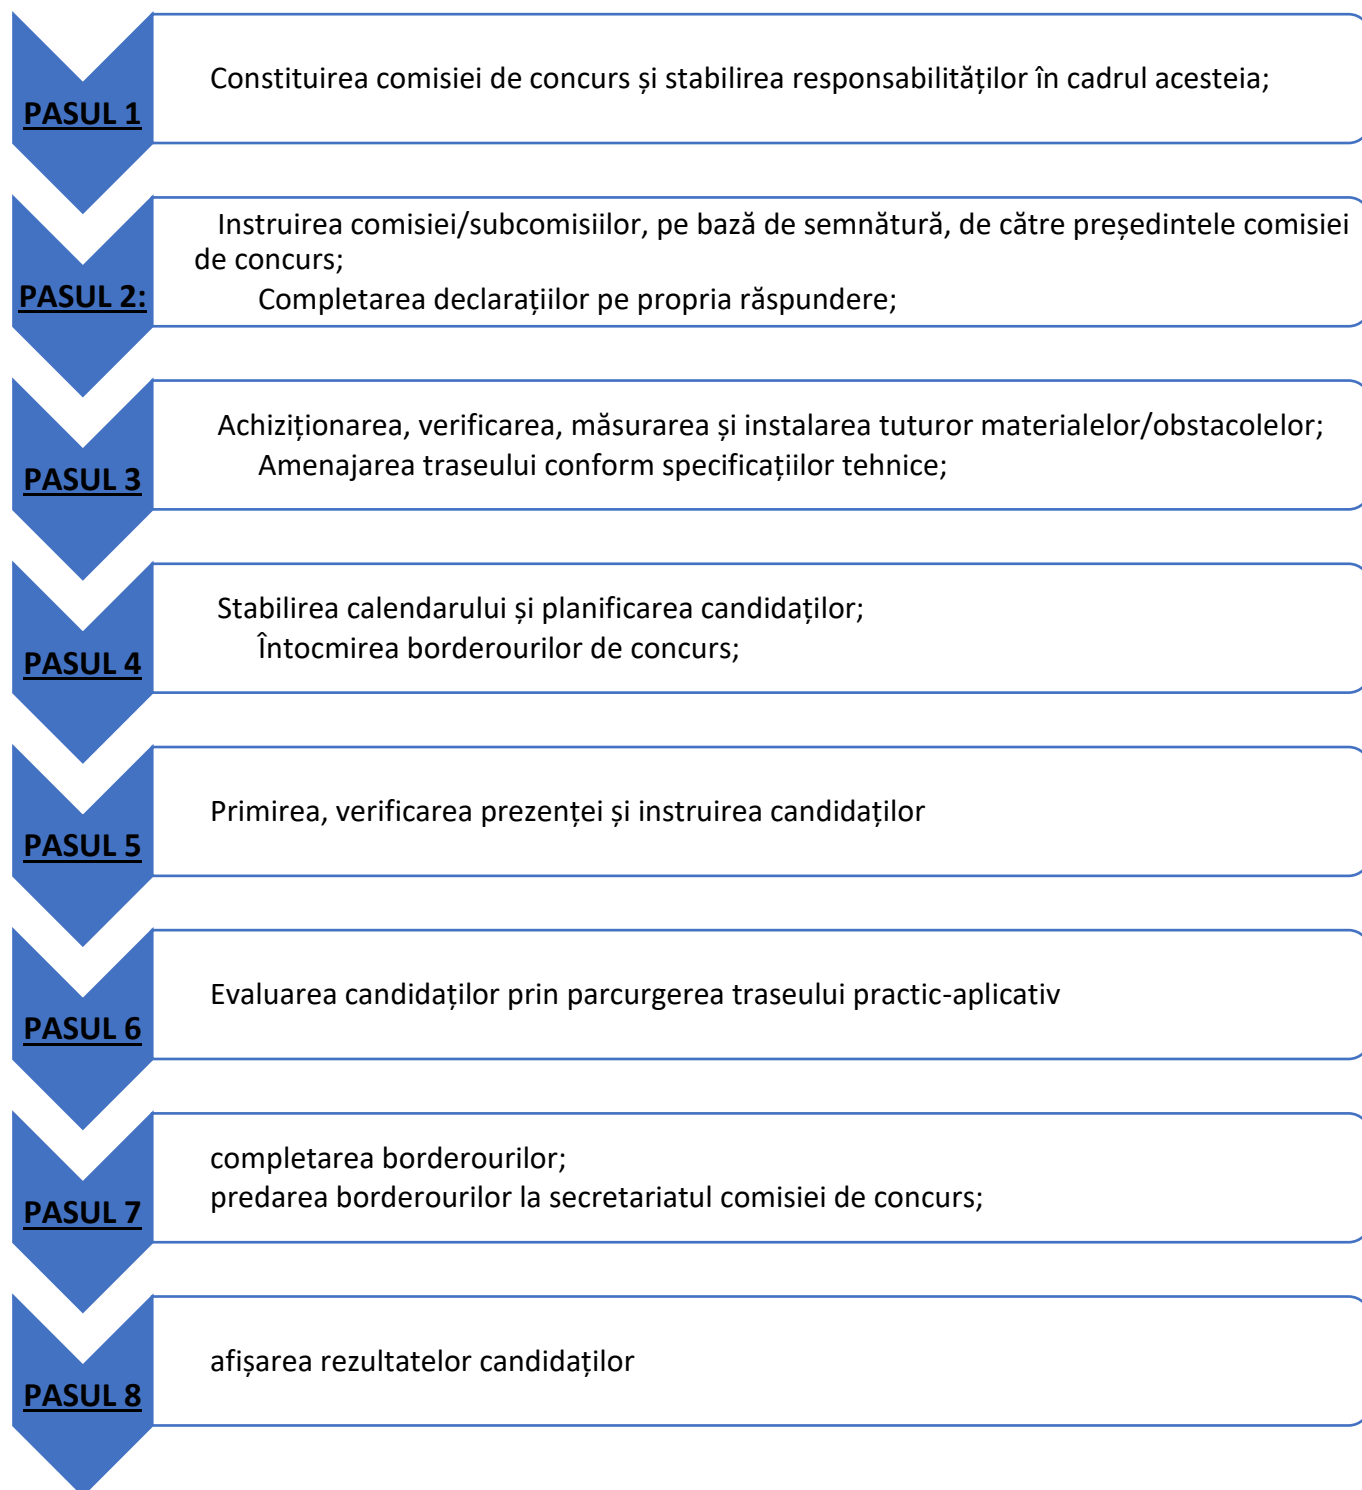 PASUL 1
Constituirea comisiei de concurs și stabilirea responsabilităților în cadrul acesteia;
PASUL 2:
Instruirea comisiei/subcomisiilor, pe bază de semnătură, de către președintele comisiei
de concurs;
Completarea declarațiilor pe propria răspundere;
PASUL 3
Achiziționarea, verificarea, măsurarea și instalarea tuturor materialelor/obstacolelor;
Amenajarea traseului conform specificațiilor tehnice;
PASUL 4
Stabilirea calendarului și planificarea candidaților;
Întocmirea borderourilor de concurs;
PASUL 5
Primirea, verificarea prezenței și instruirea candidaților
PASUL 6
Evaluarea candidaților prin parcurgerea traseului practic-aplicativ
PASUL 7
completarea borderourilor;
predarea borderourilor la secretariatul comisiei de concurs;
PASUL 8
afișarea rezultatelor candidaților